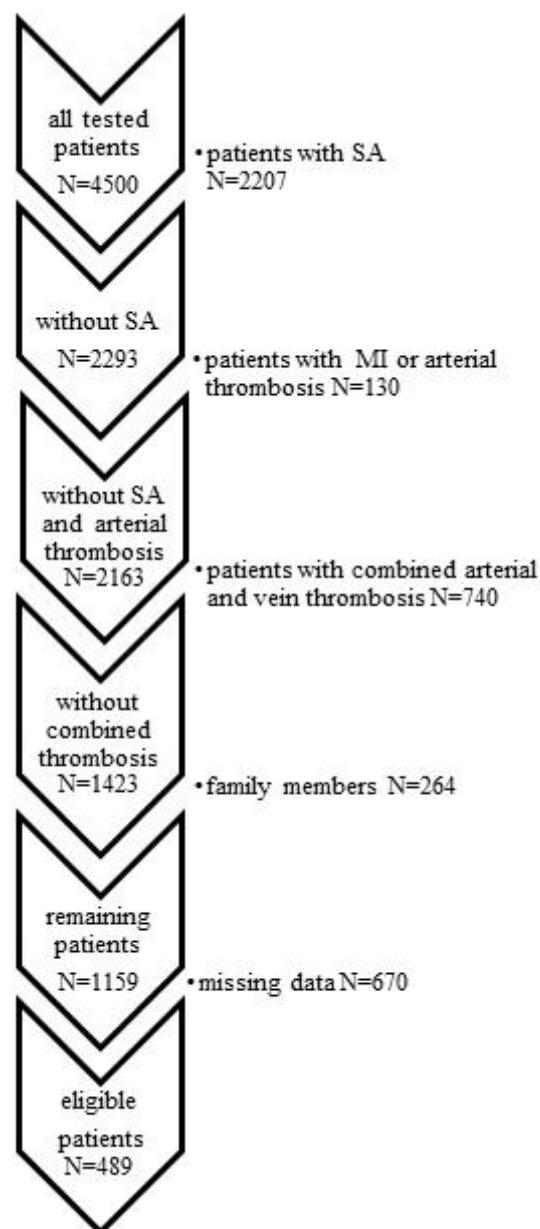 all tested
patients
N=4500
•patients with SA
N=2207
without SA
N=2293
•patients with MI or arterial
thrombosis N=130
without SA
and arterial
thrombosis
N=2163
•patients with combined arterial
and vein thrombosis N=740
without
combined
thrombosis
N=1423
•family members N=264
remaining
patients
N=1159
•missing data N=670
eligible
patients
N=489